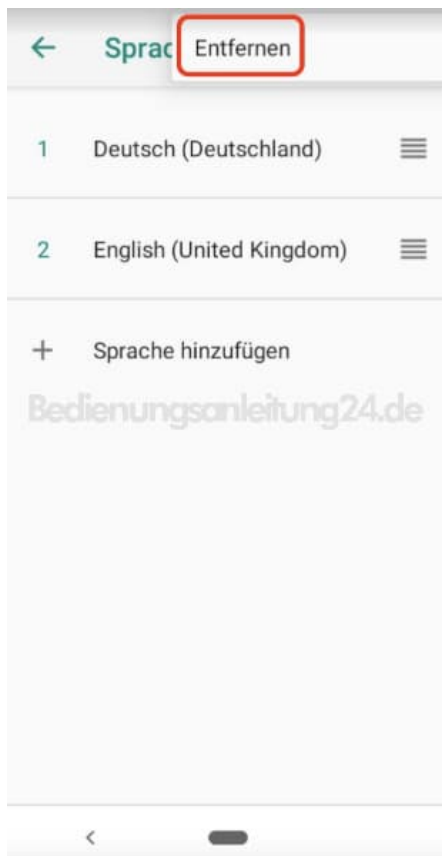 Sprac
Entfernen
1 Deutsch (Deutschland)
2 English (United Kingdom)
+ Sprache hinzufügen
Bedienungsanleitung24.de